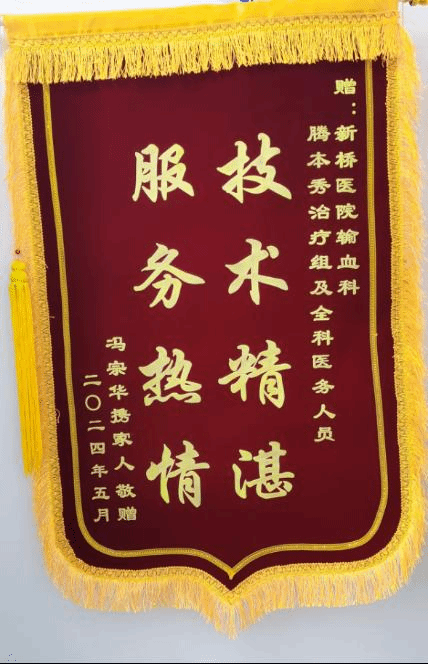 赠：新桥医院输血科
腾本秀治疗组及全科医务人员
技术精湛
服务热情
冯家华携家人 敬赠
二〇二四年五月